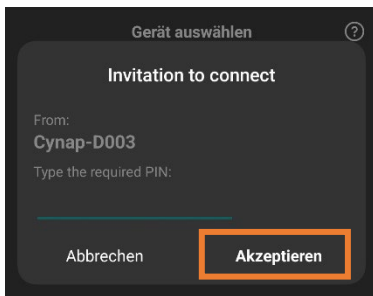 Gerät auswählen ?
Invitation to connect
From:
Cynap-D003
Type the required PIN:
Abbrechen Akzeptieren